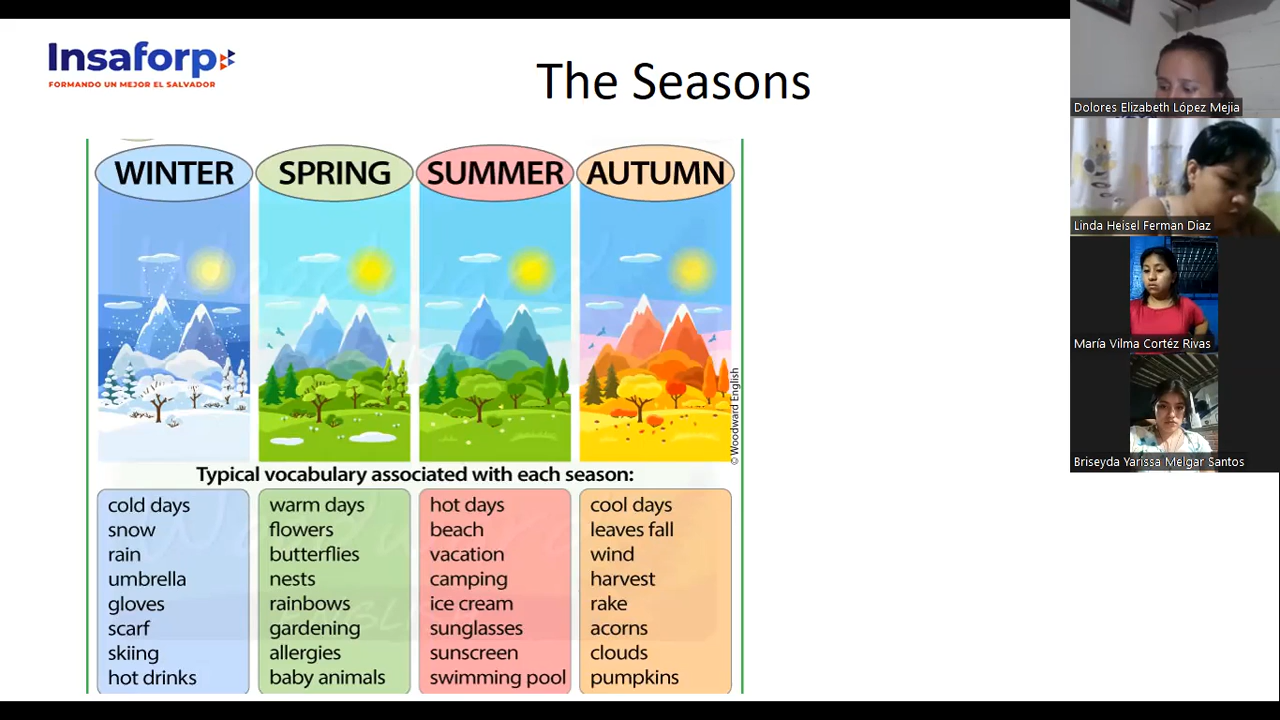 Insaforp
FORMANDO UN MEJOR EL SALVADOR
The Seasons
WINTER
SPRING
SUMMER
AUTUMN
© Woodward English
Typical vocabulary associated with each season:
cold days
snow
rain
umbrella
gloves
scarf
skiing
hot drinks
warm days
flowers
butterflies
nests
rainbows
gardening
allergies
baby animals
hot days
beach
vacation
camping
ice cream
sunglasses
sunscreen
swimming pool
cool days
leaves fall
wind
harvest
rake
acorns
clouds
pumpkins
Dolores Elizabeth López Mejia
Linda Heisel Ferman Diaz
María Vilma Cortéz Rivas
Briseyda Yarissa Melgar Santos